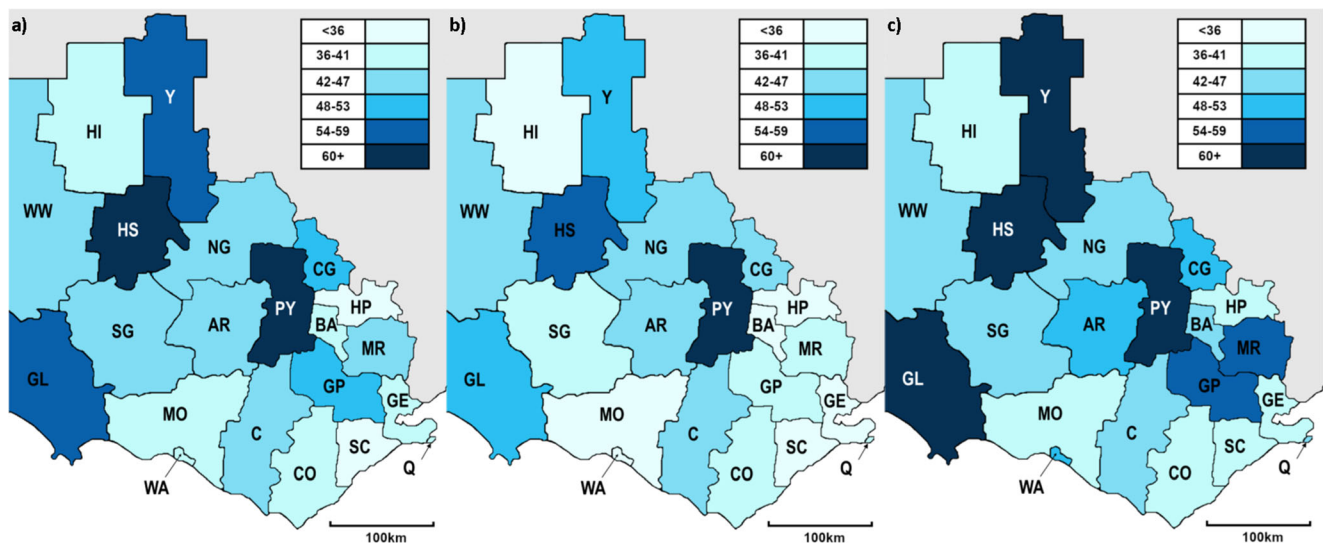 a)
<36
36-41
42-47
48-53
54-59
60+
Y
HI
WW
HS
NG
CG
PY
HP
BA
SG
AR
MR
GL
GP
GE
MO
C
SC
CO
Q
WA
100km
b)
<36
36-41
42-47
48-53
54-59
60+
Y
HI
WW
HS
NG
CG
PY
HP
BA
SG
AR
MR
GL
GP
GE
MO
C
SC
CO
Q
WA
100km
c)
<36
36-41
42-47
48-53
54-59
60+
Y
HI
WW
HS
NG
CG
PY
HP
BA
SG
AR
MR
GL
GP
GE
MO
C
SC
CO
Q
WA
100km